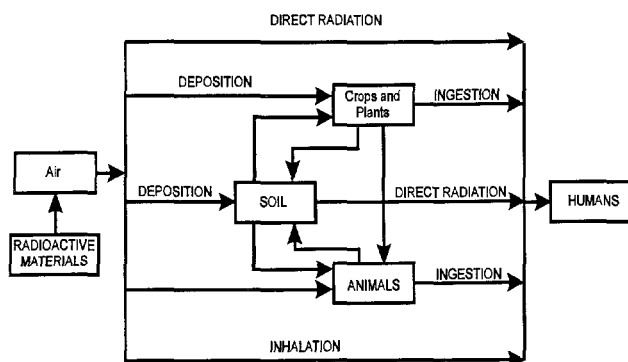 DIRECT RADIATION
DEPOSITION
Crops and
Plants
INGESTION
Air
DEPOSITION
SOIL
DIRECT RADIATION
HUMANS
RADIOACTIVE
MATERIALS
ANIMALS
INGESTION
INHALATION